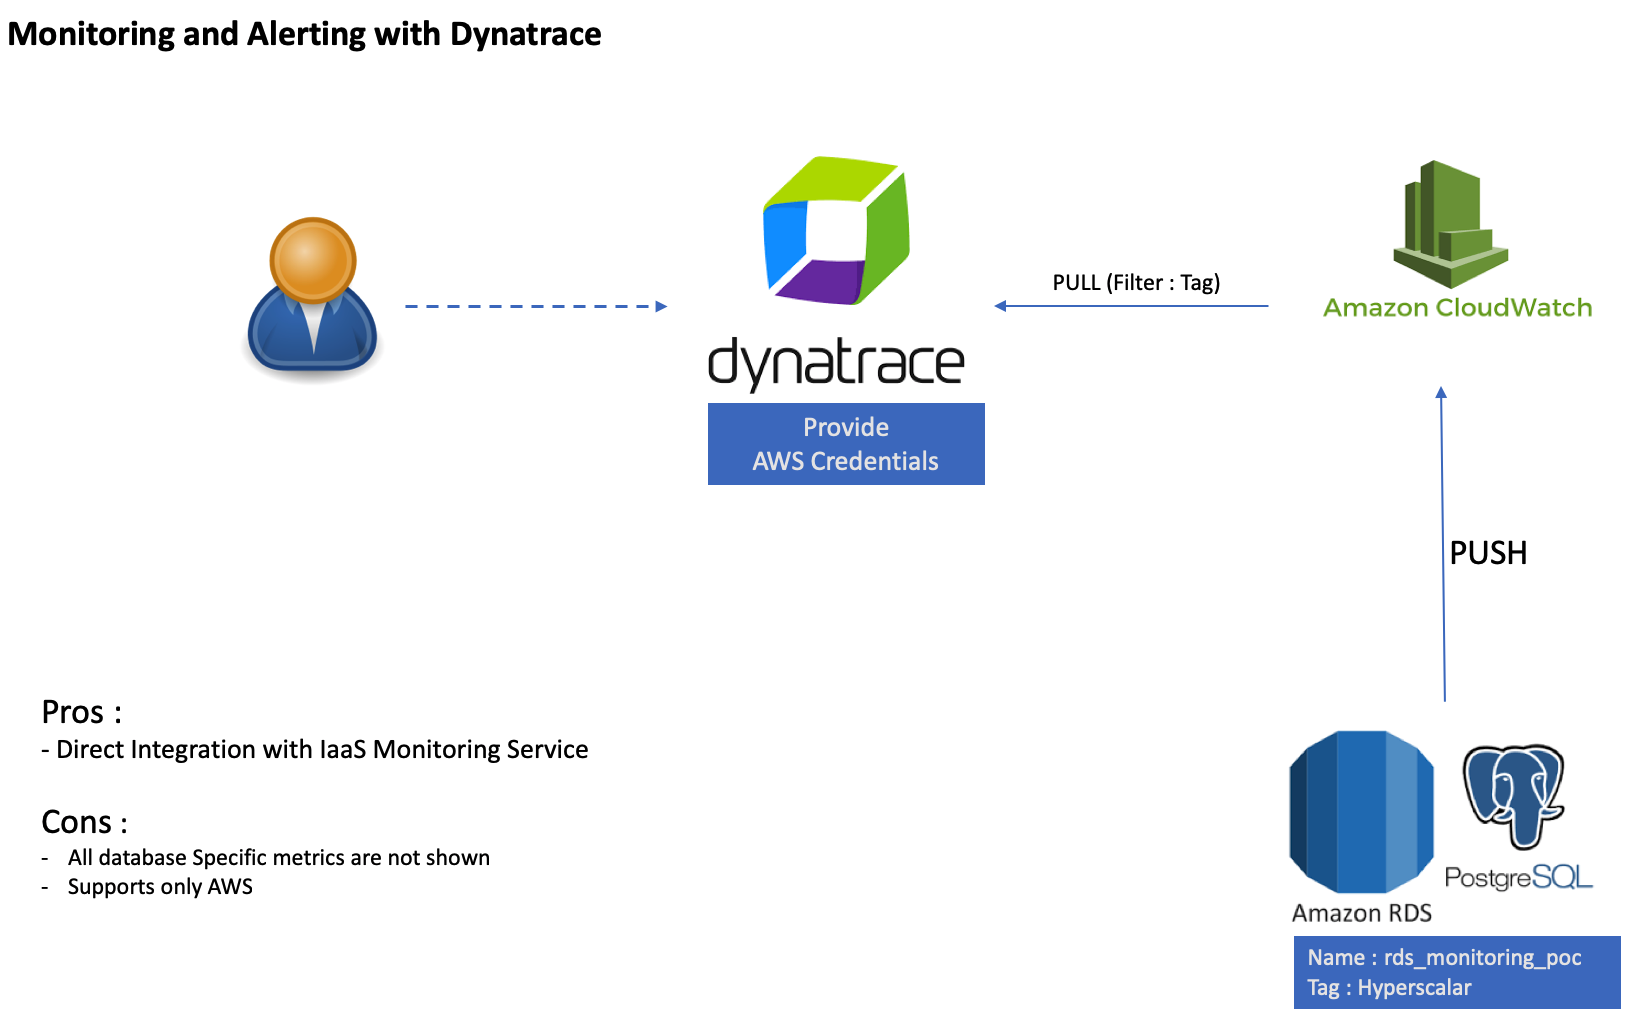 Monitoring and Alerting with Dynatrace
PULL (Filter : Tag)
Amazon CloudWatch
dynatrace
Provide
AWS Credentials
PUSH
Pros :
- Direct Integration with IaaS Monitoring Service
Cons :
- All database Specific metrics are not shown
- Supports only AWS
PostgreSQL
Amazon RDS
Name : rds_monitoring_poc
Tag : Hyperscalar